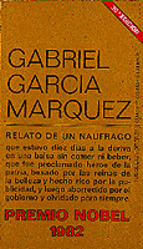 30ª EDICION
GABRIEL
GARCIA
MARQUEZ
RELATO DE UN NAUFRAGO
que estuvo diez días a la deriva
en una balsa sin comer ni beber,
que fue proclamado héroe de la
patria, besado por las reinas de
la belleza y hecho rico por la pu-
blicidad, y luego aborrecido por el
gobierno y olvidado para siempre.
PREMIO NOBEL
1982